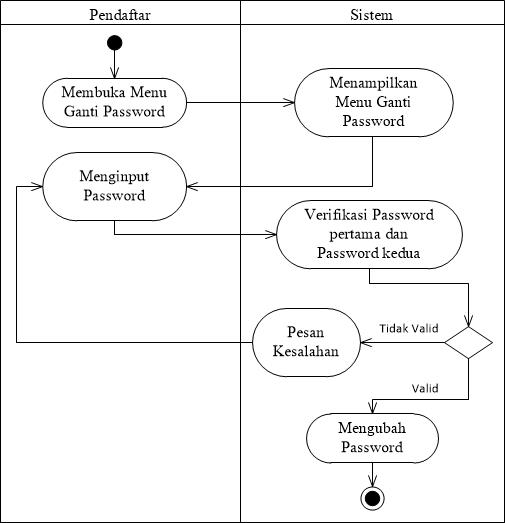 Pendaftar
Sistem
Membuka Menu
Ganti Password
Menampilkan
Menu Ganti
Password
Menginput
Password
Verifikasi Password
pertama dan
Password kedua
Tidak Valid
Pesan
Kesalahan
Valid
Mengubah
Password